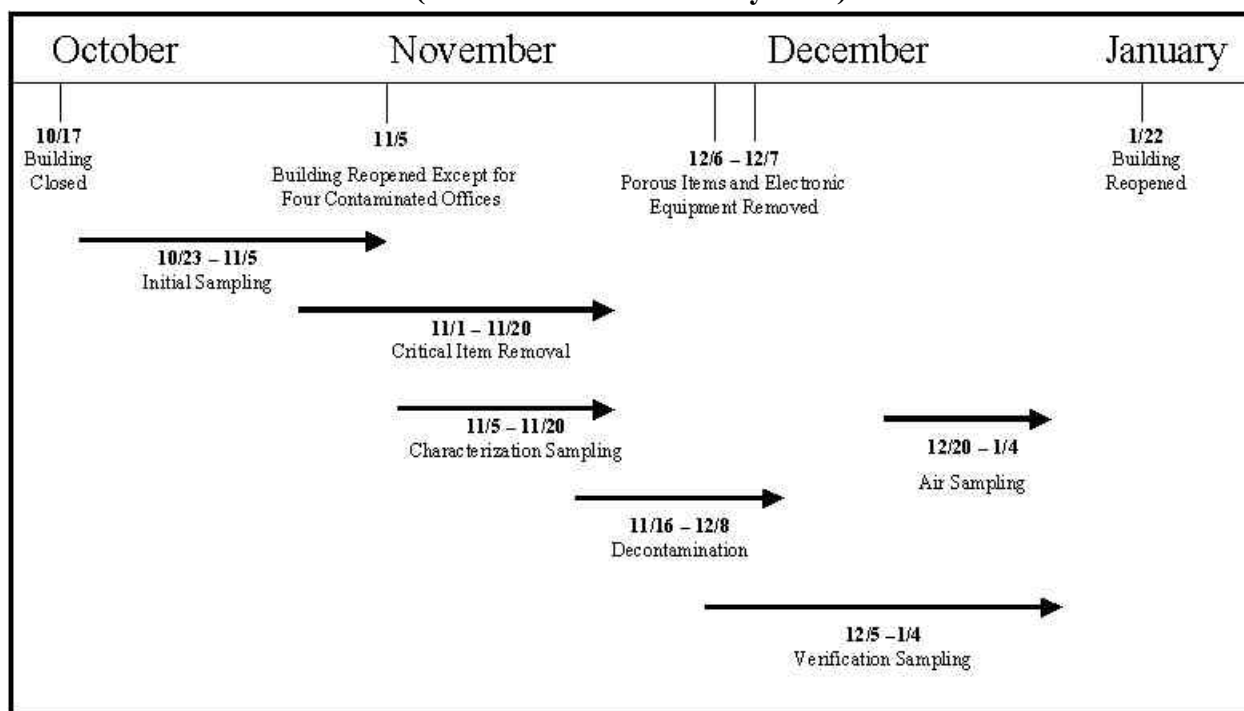 October November December January
10/17
Building
Closed
11/5
Building Reopened Except for
Four Contaminated Offices
12/6 – 12/7
Porous Items and Electronic
Equipment Removed
1/22
Building
Reopened
10/23 – 11/5
Initial Sampling
11/1 – 11/20
Critical Item Removal
11/5 – 11/20
Characterization Sampling
12/20 – 1/4
Air Sampling
11/16 – 12/8
Decontamination
12/5 –1/4
Verification Sampling